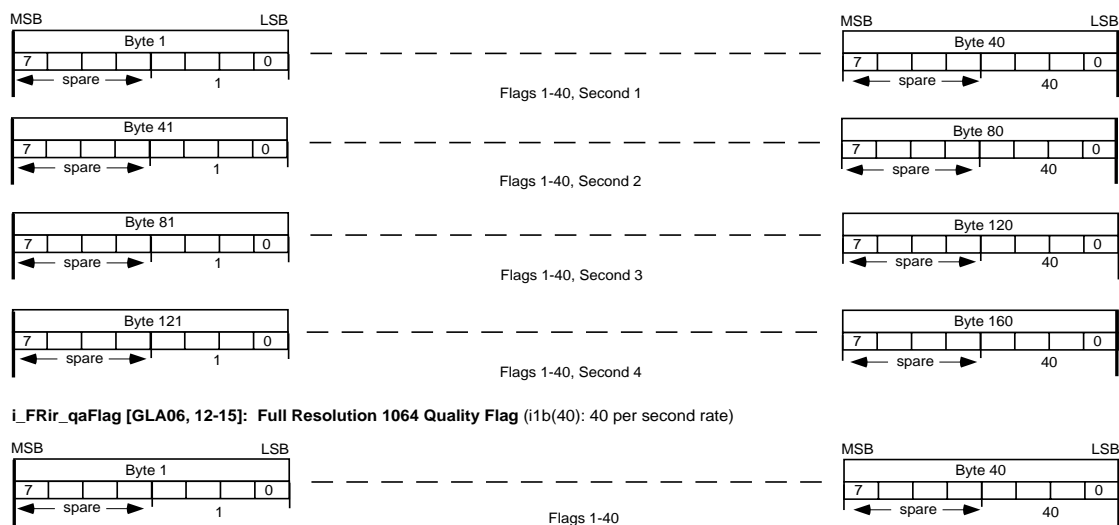 MSB LSB MSB LSB
Byte 1 Byte 40
7 0 7 0
spare 1 spare 40
Flags 1-40, Second 1
Byte 41 Byte 80
7 0 7 0
spare 1 spare 40
Flags 1-40, Second 2
Byte 81 Byte 120
7 0 7 0
spare 1 spare 40
Flags 1-40, Second 3
Byte 121 Byte 160
7 0 7 0
spare 1 spare 40
Flags 1-40, Second 4
i_FRir_qaFlag [GLA06, 12-15]: Full Resolution 1064 Quality Flag (i1b(40): 40 per second rate)
MSB LSB MSB LSB
Byte 1 Byte 40
7 0 7 0
spare 1 spare 40
Flags 1-40